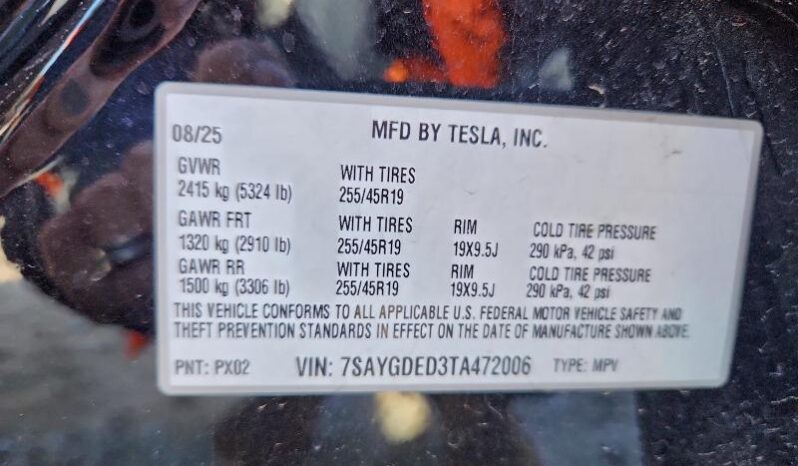 08/25 MFD BY TESLA, INC.
GVWR WITH TIRES
2415 kg (5324 lb) 255/45R19
GAWR FRT WITH TIRES RIM COLD TIRE PRESSURE
1320 kg (2910 lb) 255/45R19 19X9.5J 290 kPa, 42 psi
GAWR RR WITH TIRES RIM COLD TIRE PRESSURE
1500 kg (3306 lb) 255/45R19 19X9.5J 290 kPa, 42 psi
THIS VEHICLE CONFORMS TO ALL APPLICABLE U.S. FEDERAL MOTOR VEHICLE SAFETY AND
THEFT PREVENTION STANDARDS IN EFFECT ON THE DATE OF MANUFACTURE SHOWN ABOVE.
PNT: PX02 VIN: 7SAYGDED3TA472006 TYPE: MPV